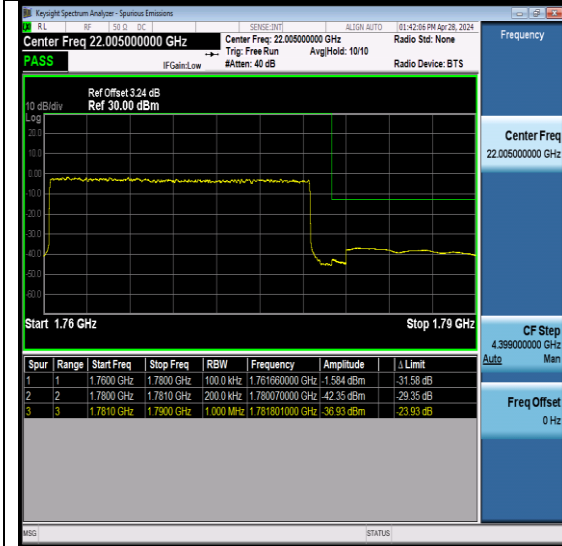 Keysight Spectrum Analyzer - Spurious Emissions
RL RF 50 Ω DC SENSE:INT ALIGN AUTO 01:42:06 PM Apr 28, 2024
Center Freq 22.005000000 GHz Center Freq: 22.005000000 GHz Radio Std: None
Trig: Free Run Avg|Hold: 10/10
PASS IFGain:Low #Atten: 40 dB Radio Device: BTS
Frequency
Ref Offset 3.24 dB
10 dB/div Ref 30.00 dBm
Log
20.0
10.0
0.00
-10.0
-20.0
-30.0
-40.0
-50.0
-60.0
Start 1.76 GHz Stop 1.79 GHz
Center Freq
22.005000000 GHz
CF Step
4.399000000 GHz
Auto Man
Freq Offset
0 Hz
Spur Range Start Freq Stop Freq RBW Frequency Amplitude Δ Limit
1 1 1.7600 GHz 1.7800 GHz 100.0 kHz 1.761660000 GHz -1.584 dBm -31.58 dB
2 2 1.7800 GHz 1.7810 GHz 200.0 kHz 1.780070000 GHz -42.35 dBm -29.35 dB
3 3 1.7810 GHz 1.7900 GHz 1.000 MHz 1.781801000 GHz -36.93 dBm -23.93 dB
MSG STATUS